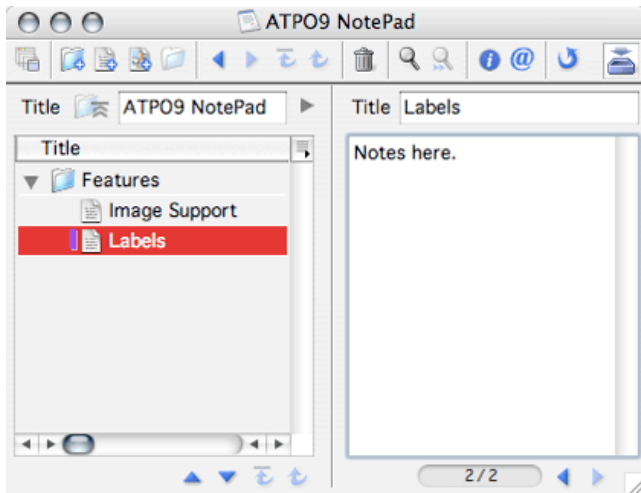 ATPO9 NotePad
Title ATPO9 NotePad
Title
Features
Image Support
Labels
Title Labels
Notes here.
2/2